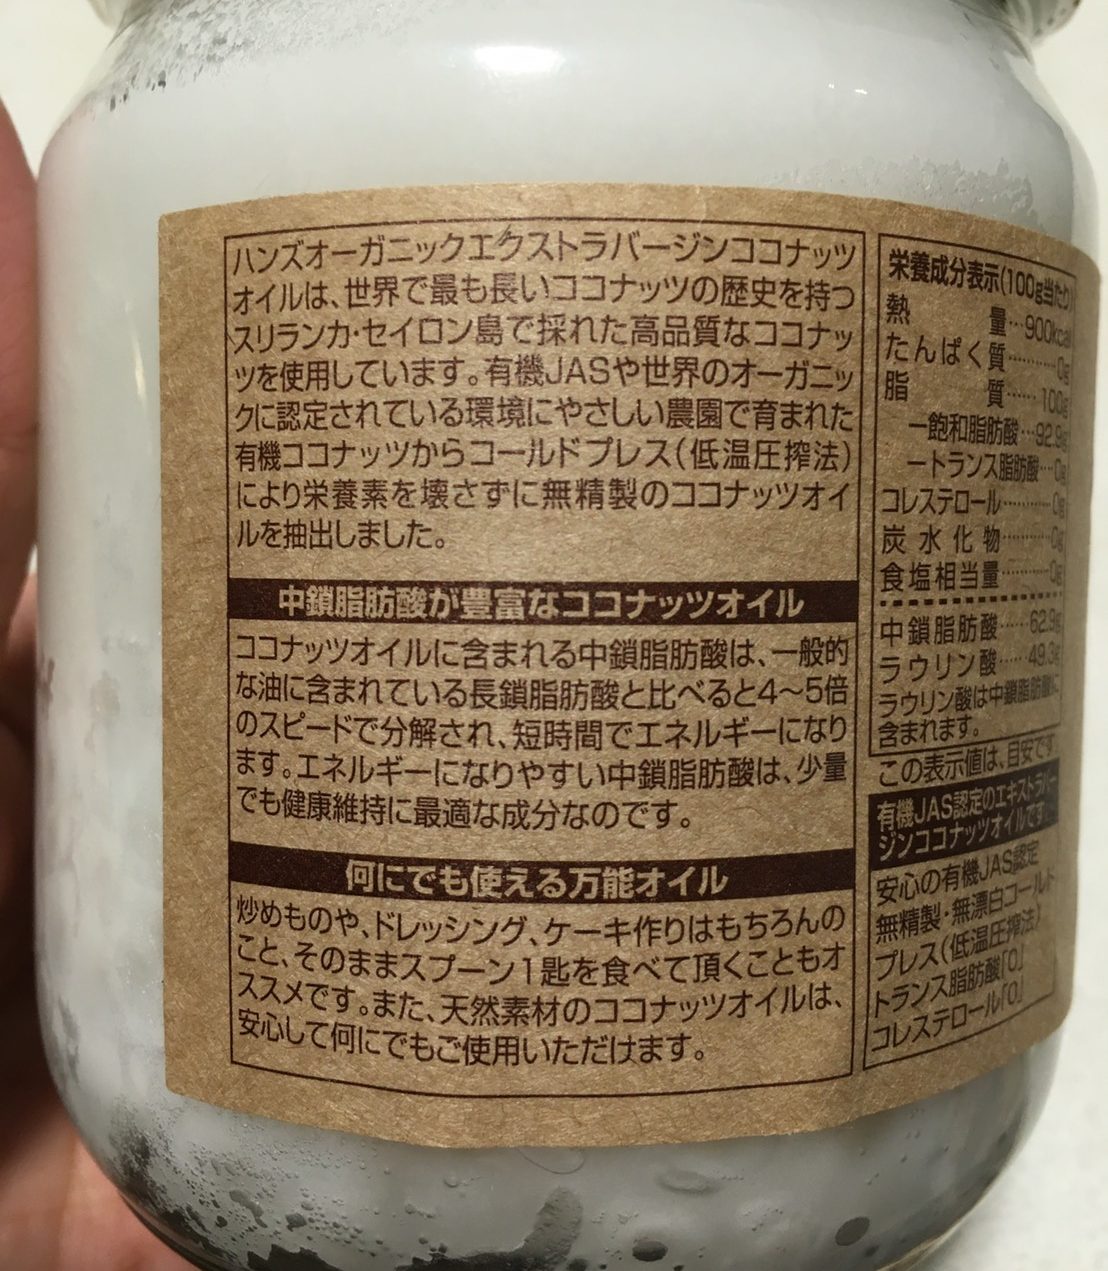 ハンズオーガニックエクストラバージンココナッツ
オイルは、世界で最も長いココナッツの歴史を持つ
スリランカ・セイロン島で採れた高品質なココナッ
ツを使用しています。有機JASや世界のオーガニッ
クに認定されている環境にやさしい農園で育まれた
有機ココナッツからコールドプレス(低温圧搾法)
により栄養素を壊さずに無精製のココナッツオイ
ルを抽出しました。
中鎖脂肪酸が豊富なココナッツオイル
ココナッツオイルに含まれる中鎖脂肪酸は、一般的
な油に含まれている長鎖脂肪酸と比べると4〜5倍
のスピードで分解され、短時間でエネルギーになり
ます。エネルギーになりやすい中鎖脂肪酸は、少量
でも健康維持に最適な成分なのです。
何にでも使える万能オイル
炒めものや、ドレッシング、ケーキ作りはもちろんの
こと、そのままスプーン1匙を食べて頂くこともオ
ススメです。また、天然素材のココナッツオイルは、
安心して何にでもご使用いただけます。
栄養成分表示(100g当たり)
熱量…900kcal
たんぱく質………0g
脂質……100g
ー飽和脂肪酸…92.9g
ートランス脂肪酸…0g
コレステロール………0g
炭水化物………0g
食塩相当量………0g
中鎖脂肪酸……62.9g
ラウリン酸……49.3g
ラウリン酸は中鎖脂肪酸に
含まれます。
この表示値は、目安です。
有機JAS認定のエキストラバー
ジンココナッツオイルです。
安心の有機JAS認定
無精製・無漂白コールド
プレス(低温圧搾法)
トランス脂肪酸「0」
コレステロール「0」